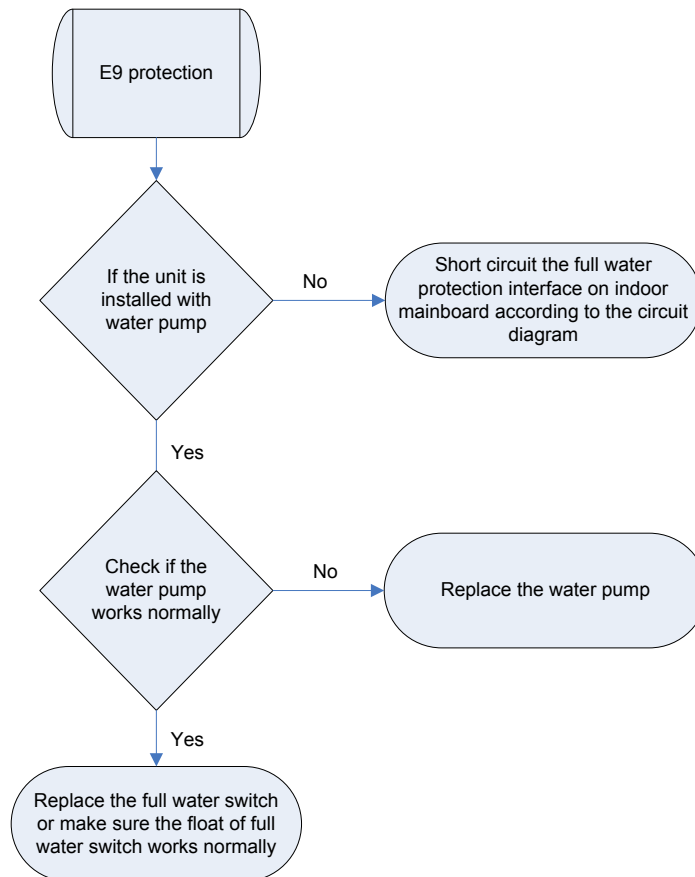 E9 protection
If the unit is
installed with
water pump
No
Short circuit the full water
protection interface on indoor
mainboard according to the circuit
diagram
Yes
Check if the
water pump
works normally
No
Replace the water pump
Yes
Replace the full water switch
or make sure the float of full
water switch works normally